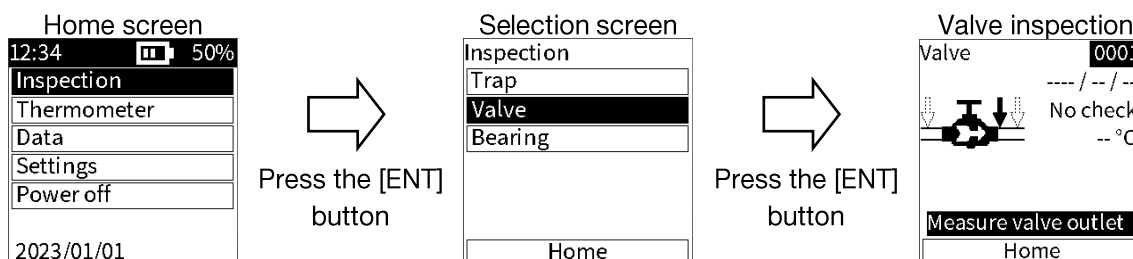 Home screen
12:34 50%
Inspection
Thermometer
Data
Settings
Power off
2023/01/01
Press the [ENT]
button
Selection screen
Inspection
Trap
Valve
Bearing
Home
Press the [ENT]
button
Valve inspection
Valve 0001
---- / -- / --
No check
-- °C
Measure valve outlet
Home